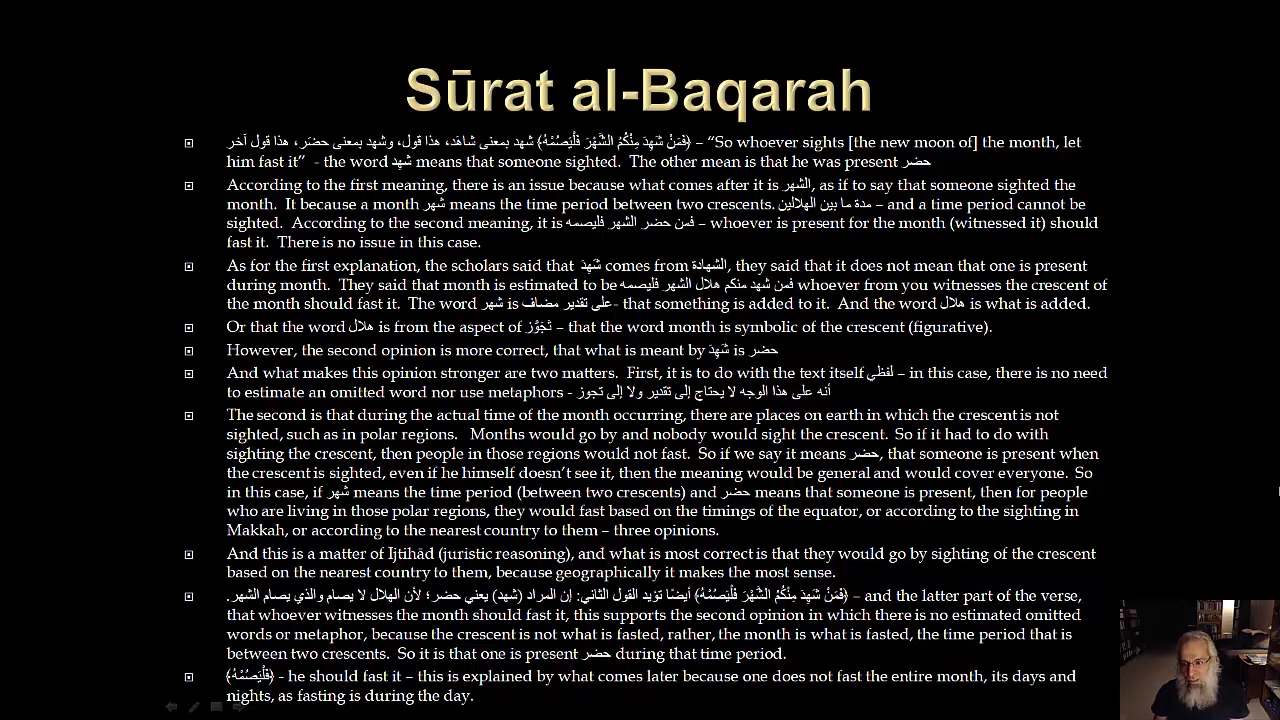 Sūrat al-Baqarah
﴿فَمَنْ شَهِدَ مِنْكُمُ الشَّهْرَ فَلْيَصُمْهُ﴾ شهد بمعنى شاهَد، هذا قول، وشهد بمعنى حضَر، هذا قول آخر – “So whoever sights [the new moon of] the month, let
him fast it” - the word شَهِد means that someone sighted. The other mean is that he was present حضر
According to the first meaning, there is an issue because what comes after it is الشهر, as if to say that someone sighted the
month. It because a month شهر means the time period between two crescents. مدة ما بين الهلالين – and a time period cannot be
sighted. According to the second meaning, it is فمن حضر الشهر فليصمه – whoever is present for the month (witnessed it) should
fast it. There is no issue in this case.
As for the first explanation, the scholars said that شَهِدَ comes from الشهادة, they said that it does not mean that one is present
during month. They said that month is estimated to be فمن شهد منكم هلال الشهر فليصمه whoever from you witnesses the crescent of
the month should fast it. The word شهر is على تقدير مضاف- that something is added to it. And the word هلال is what is added.
Or that the word هلال is from the aspect of تَجَوُّز – that the word month is symbolic of the crescent (figurative).
However, the second opinion is more correct, that what is meant by شَهِدَ is حضر
And what makes this opinion stronger are two matters. First, it is to do with the text itself لفظي – in this case, there is no need
to estimate an omitted word nor use metaphors - أنه على هذا الوجه لا يحتاج إلى تقدير ولا إلى تجوز
The second is that during the actual time of the month occurring, there are places on earth in which the crescent is not
sighted, such as in polar regions. Months would go by and nobody would sight the crescent. So if it had to do with
sighting the crescent, then people in those regions would not fast. So if we say it means حضر, that someone is present when
the crescent is sighted, even if he himself doesn’t see it, then the meaning would be general and would cover everyone. So
in this case, if شهر means the time period (between two crescents) and حضر means that someone is present, then for people
who are living in those polar regions, they would fast based on the timings of the equator, or according to the sighting in
Makkah, or according to the nearest country to them – three opinions.
And this is a matter of Ijtihād (juristic reasoning), and what is most correct is that they would go by sighting of the crescent
based on the nearest country to them, because geographically it makes the most sense.
﴿فَمَنْ شَهِدَ مِنْكُمُ الشَّهْرَ فَلْيَصُمْهُ﴾ أيضًا تؤيد القول الثاني: إن المراد (شهد) يعني حضر؛ لأن الهلال لا يصام والذي يصام الشهر. – and the latter part of the verse,
that whoever witnesses the month should fast it, this supports the second opinion in which there is no estimated omitted
words or metaphor, because the crescent is not what is fasted, rather, the month is what is fasted, the time period that is
between two crescents. So it is that one is present حضر during that time period.
﴿فَلْيَصُمْهُ﴾ - he should fast it – this is explained by what comes later because one does not fast the entire month, its days and
nights, as fasting is during the day.